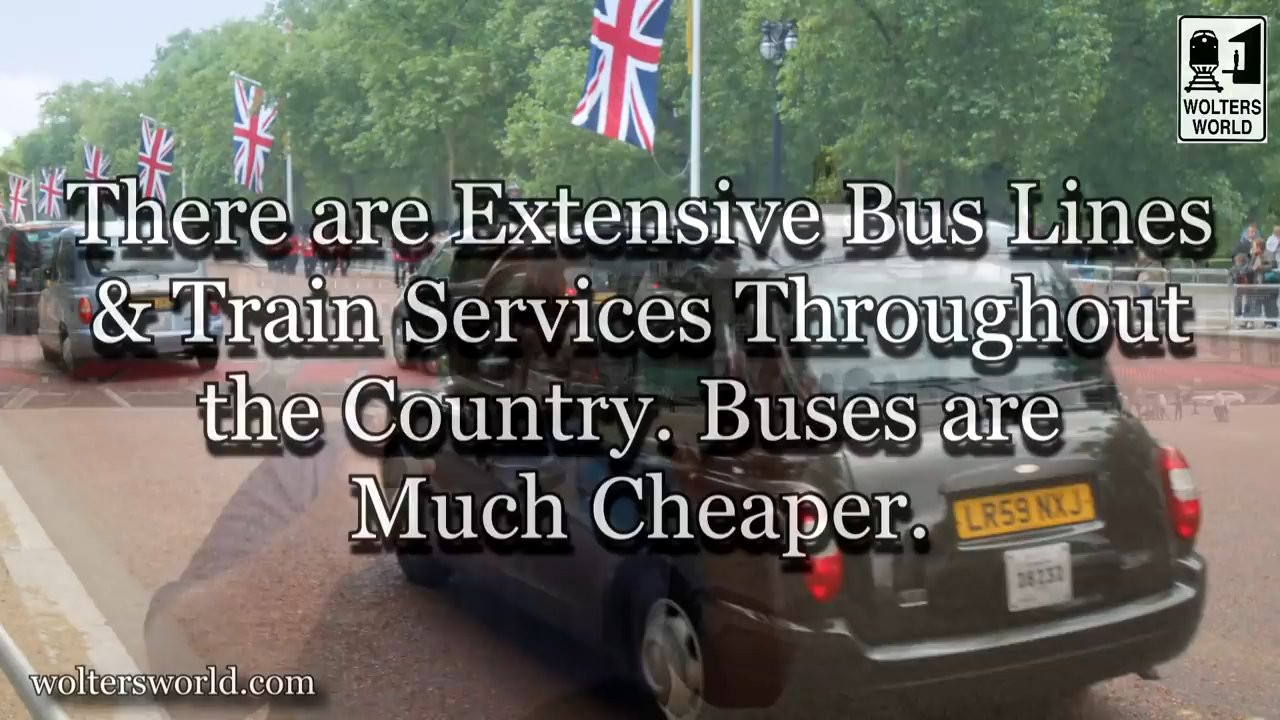 WOLTERS
WORLD
There are Extensive Bus Lines
& Train Services Throughout
the Country. Buses are
Much Cheaper.
LR59 NXJ
woltersworld.com